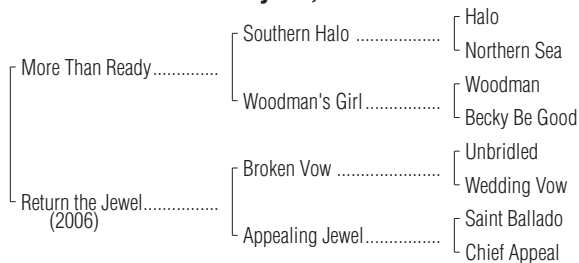 Halo
Southern Halo ..................
Northern Sea
More Than Ready..............
Woodman
Woodman's Girl................
Becky Be Good
Unbridled
Broken Vow ......................
Wedding Vow
Return the Jewel................
(2006)
Saint Ballado
Appealing Jewel................
Chief Appeal